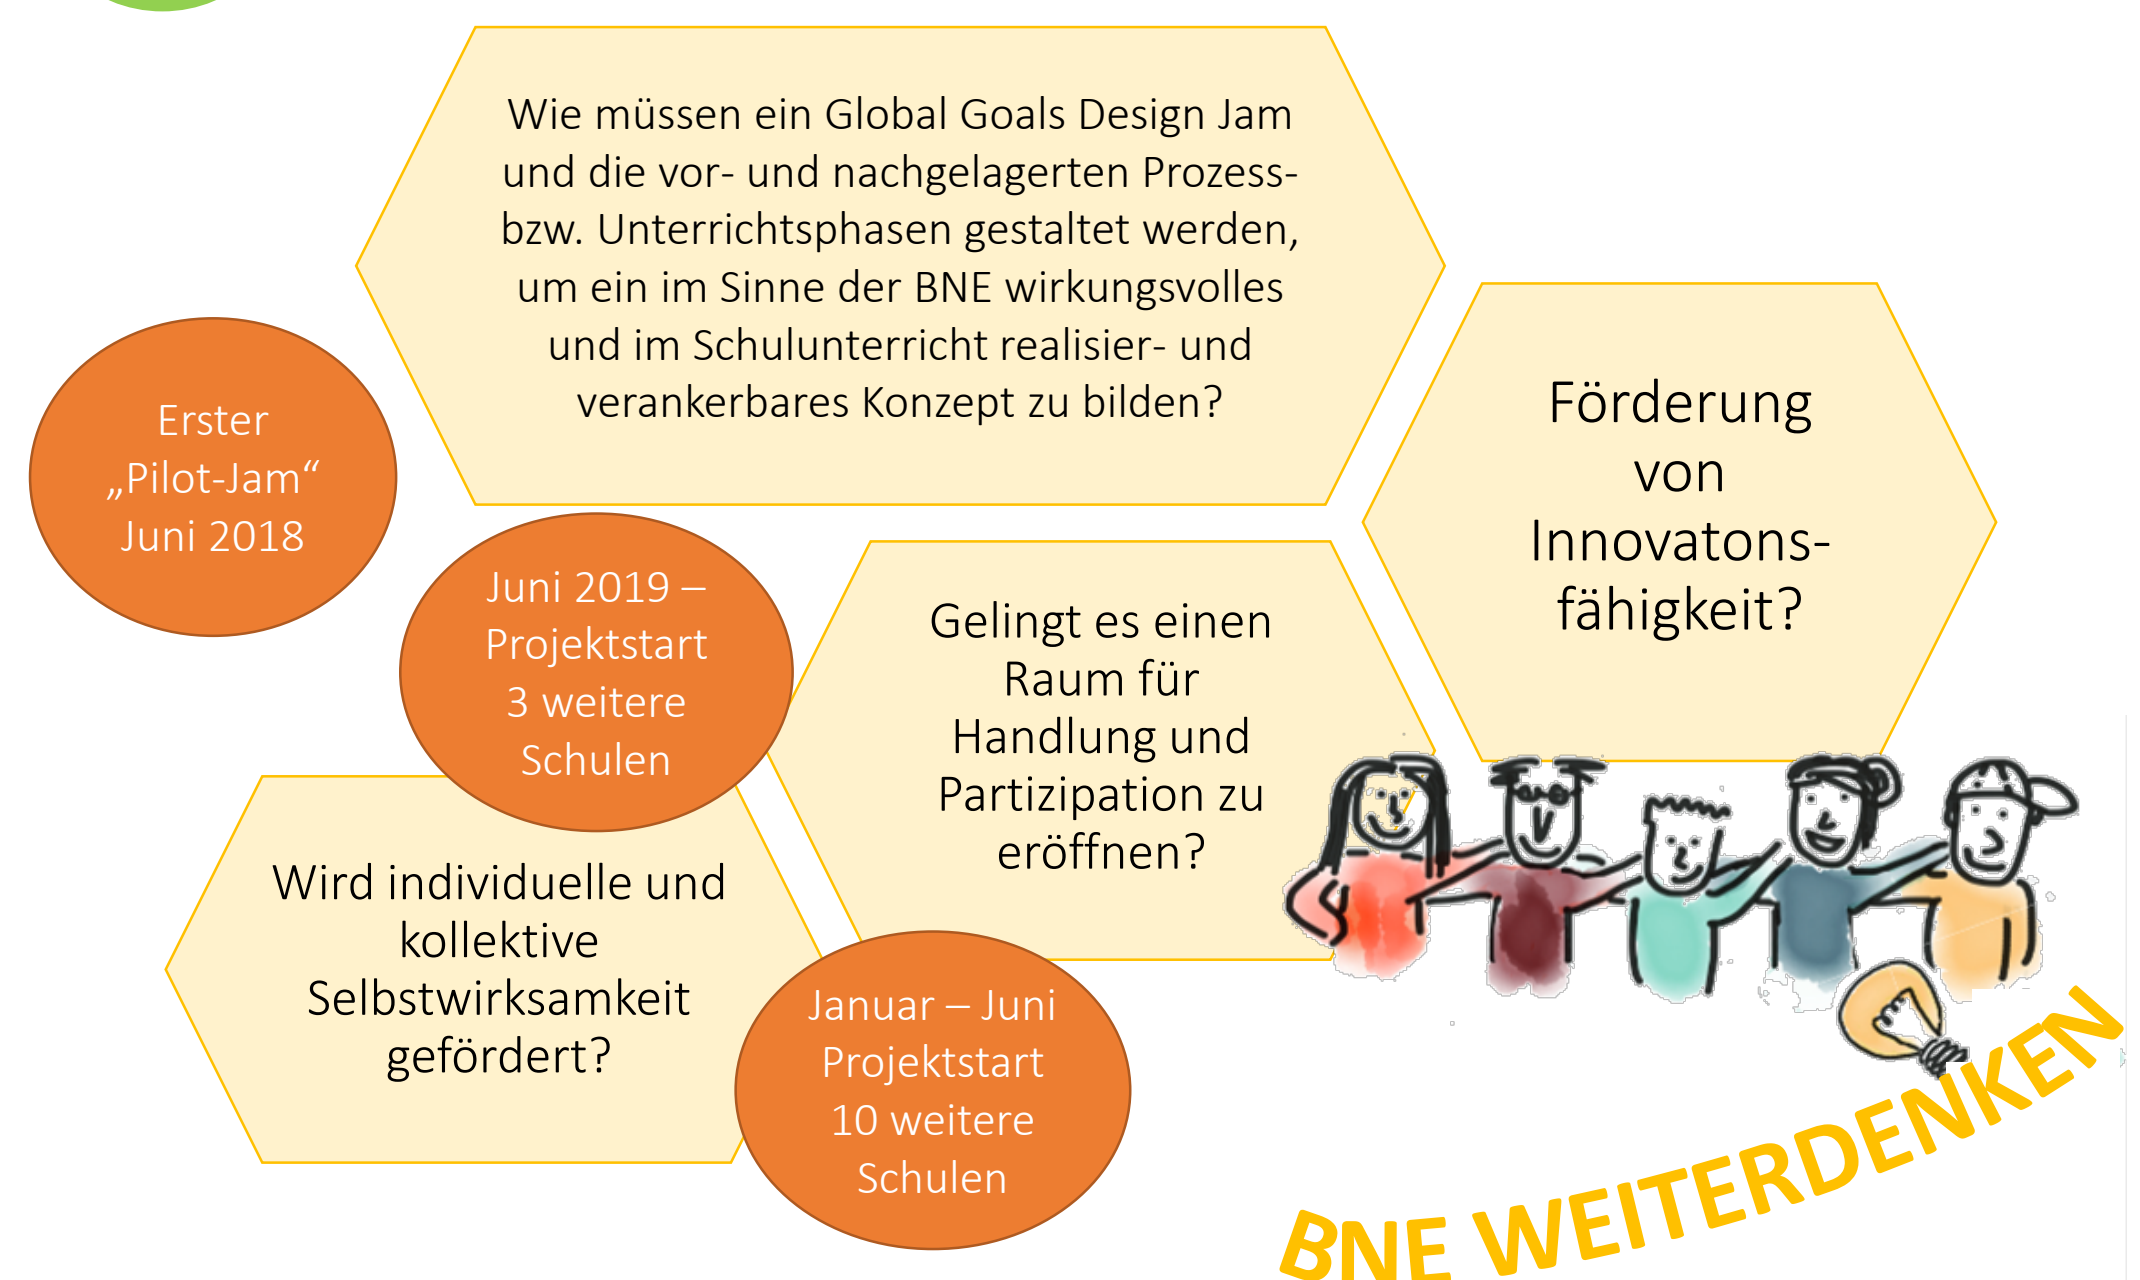 Wie müssen ein Global Goals Design Jam
und die vor- und nachgelagerten Prozess-
bzw. Unterrichtsphasen gestaltet werden,
um ein im Sinne der BNE wirkungsvolles
und im Schulunterricht realisier- und
verankerbares Konzept zu bilden?
Förderung
von
Innovatons-
fähigkeit?
Erster
„Pilot-Jam“
Juni 2018
Juni 2019 –
Projektstart
3 weitere
Schulen
Gelingt es einen
Raum für
Handlung und
Partizipation zu
eröffnen?
Wird individuelle und
kollektive
Selbstwirksamkeit
gefördert?
Januar – Juni
Projektstart
10 weitere
Schulen
BNE WEITERDENKEN